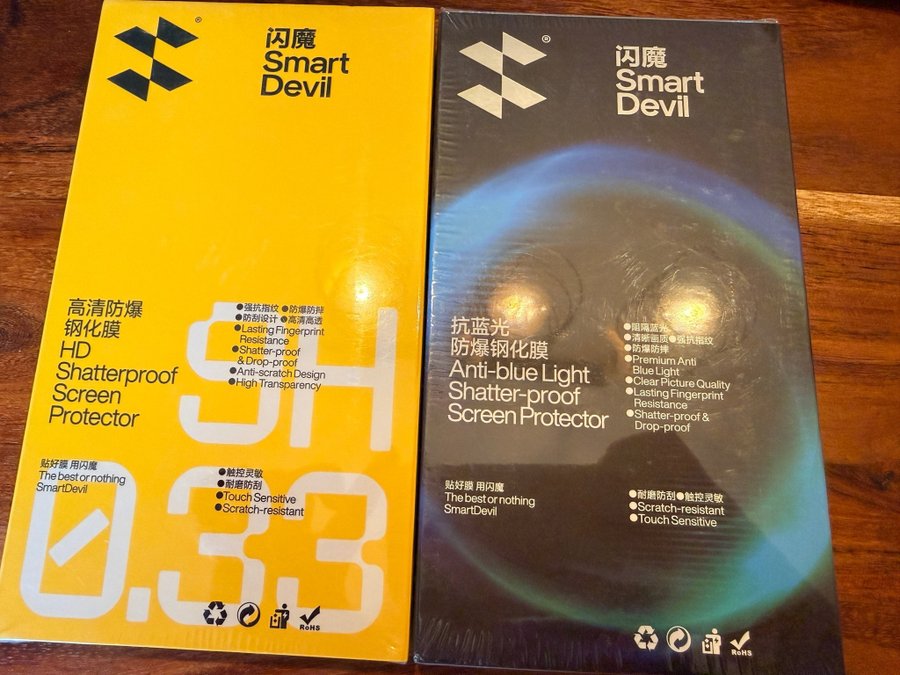 ®
闪魔
Smart
Devil
高清防爆
钢化膜
HD
Shatterproof
Screen
Protector
●强抗指纹 ●防爆防摔
●防刮设计 ●高清高透
●Lasting Fingerprint
Resistance
●Shatter-proof
& Drop-proof
●Anti-scratch Design
●High Transparency
9H
贴好膜 用闪魔
The best or nothing
SmartDevil
●触控灵敏
●耐磨防刮
●Touch Sensitive
●Scratch-resistant
0.33
RoHS
®
闪魔
Smart
Devil
抗蓝光
防爆钢化膜
Anti-blue Light
Shatter-proof
Screen Protector
●阻隔蓝光
●清晰画质 ●强抗指纹
●防爆防摔
●Premium Anti
Blue Light
●Clear Picture Quality
●Lasting Fingerprint
Resistance
●Shatter-proof &
Drop-proof
贴好膜 用闪魔
The best or nothing
SmartDevil
●耐磨防刮 ●触控灵敏
●Scratch-resistant
●Touch Sensitive
RoHS